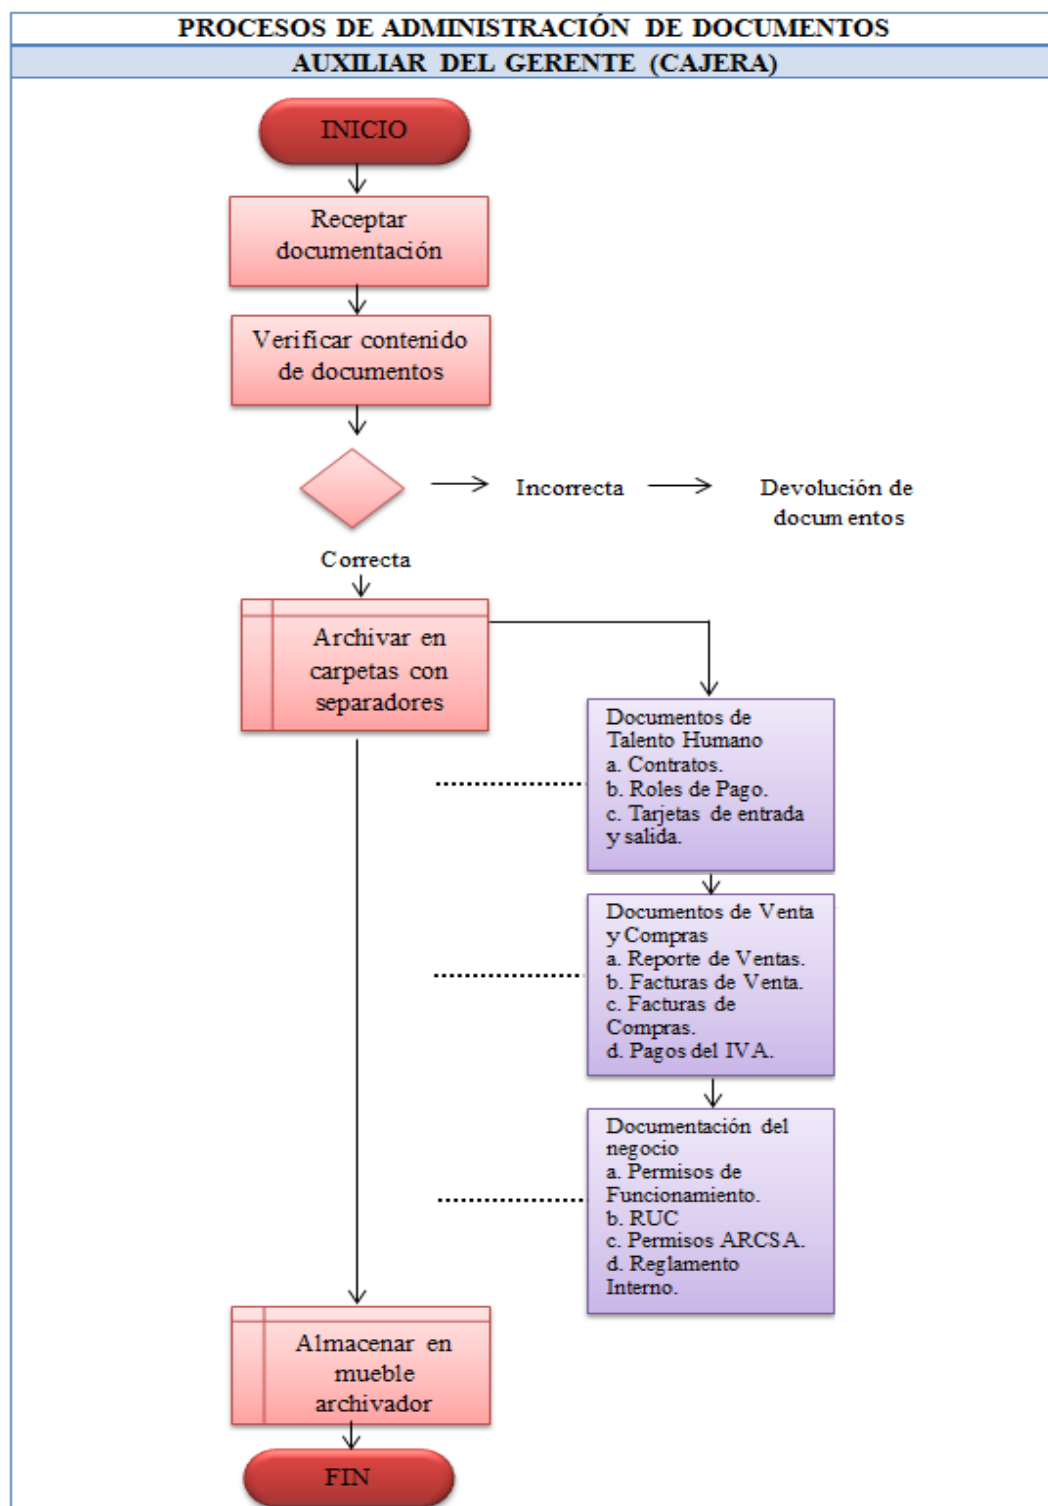 PROCESOS DE ADMINISTRACIÓN DE DOCUMENTOS
AUXILIAR DEL GERENTE (CAJERA)
INICIO
Receptar
documentación
Verificar contenido
de documentos
Incorrecta
Devolución de
documentos
Correcta
Archivar en
carpetas con
separadores
Documentos de
Talento Humano
a. Contratos.
b. Roles de Pago.
c. Tarjetas de entrada
y salida.
Documentos de Venta
y Compras
a. Reporte de Ventas.
b. Facturas de Venta.
c. Facturas de
Compras.
d. Pagos del IVA.
Documentación del
negocio
a. Permisos de
Funcionamiento.
b. RUC
c. Permisos ARCSA.
d. Reglamento
Interno.
Almacenar en
mueble
archivador
FIN